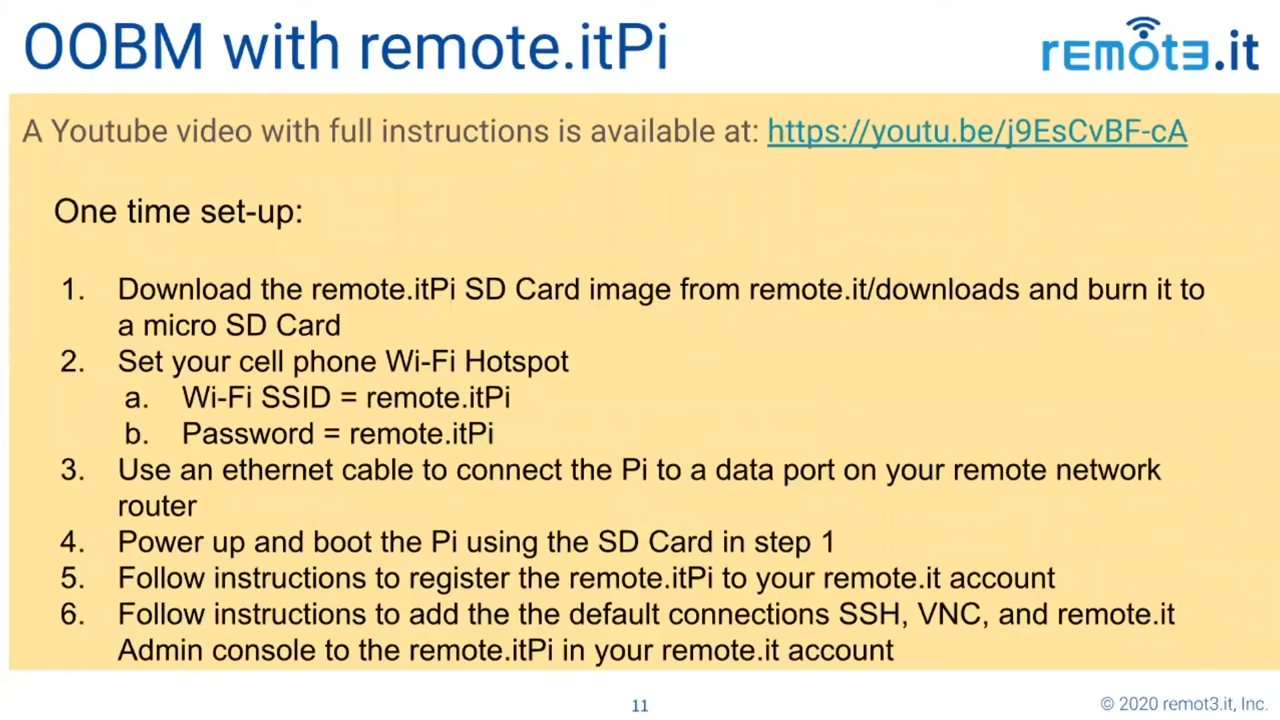 OOBM with remote.itPi
remot3.it
A Youtube video with full instructions is available at: https://youtu.be/j9EsCvBF-cA
One time set-up:
1. Download the remote.itPi SD Card image from remote.it/downloads and burn it to
a micro SD Card
2. Set your cell phone Wi-Fi Hotspot
a. Wi-Fi SSID = remote.itPi
b. Password = remote.itPi
3. Use an ethernet cable to connect the Pi to a data port on your remote network
router
4. Power up and boot the Pi using the SD Card in step 1
5. Follow instructions to register the remote.itPi to your remote.it account
6. Follow instructions to add the the default connections SSH, VNC, and remote.it
Admin console to the remote.itPi in your remote.it account
11
© 2020 remot3.it, Inc.